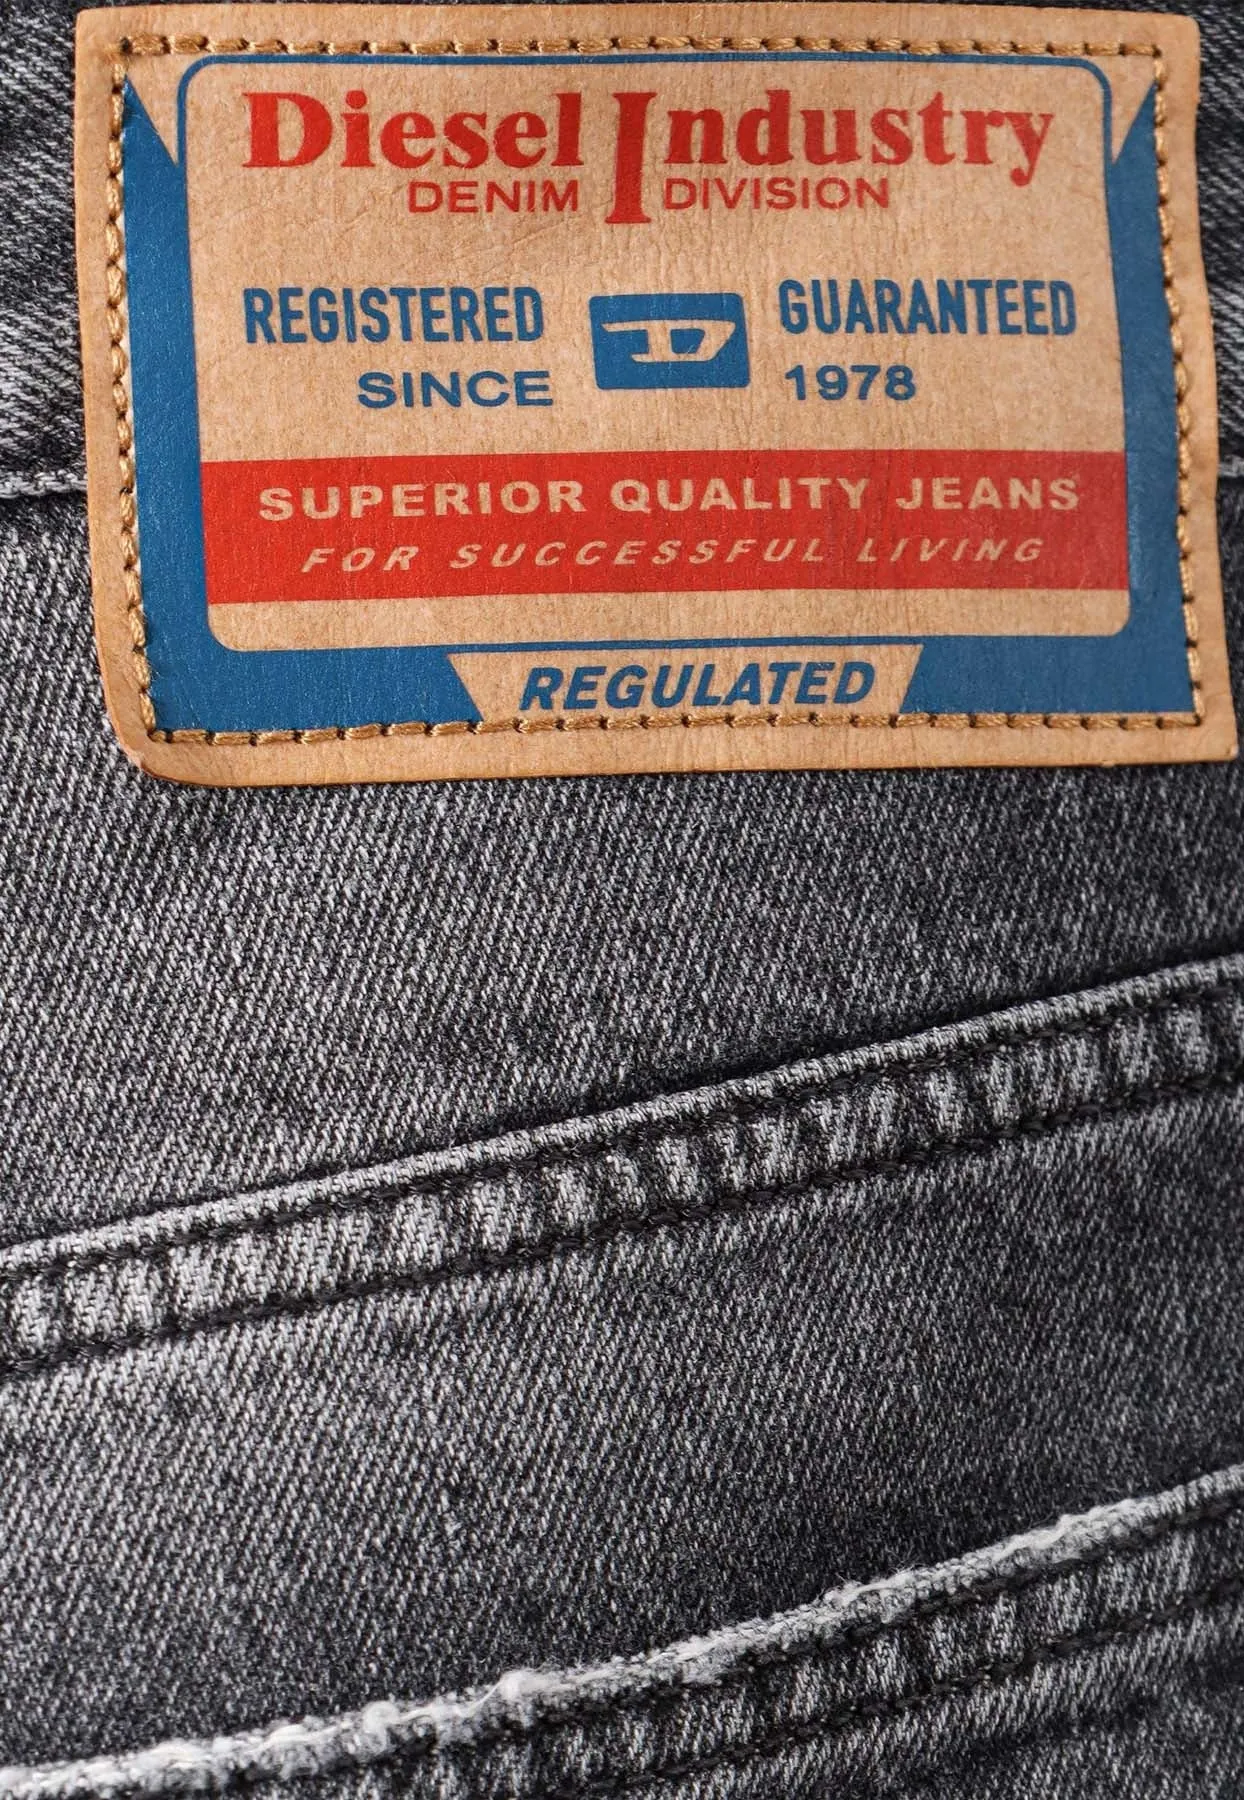 Diesel Industry
DENIM DIVISION
REGISTERED D GUARANTEED
SINCE 1978
SUPERIOR QUALITY JEANS
FOR SUCCESSFUL LIVING
REGULATED